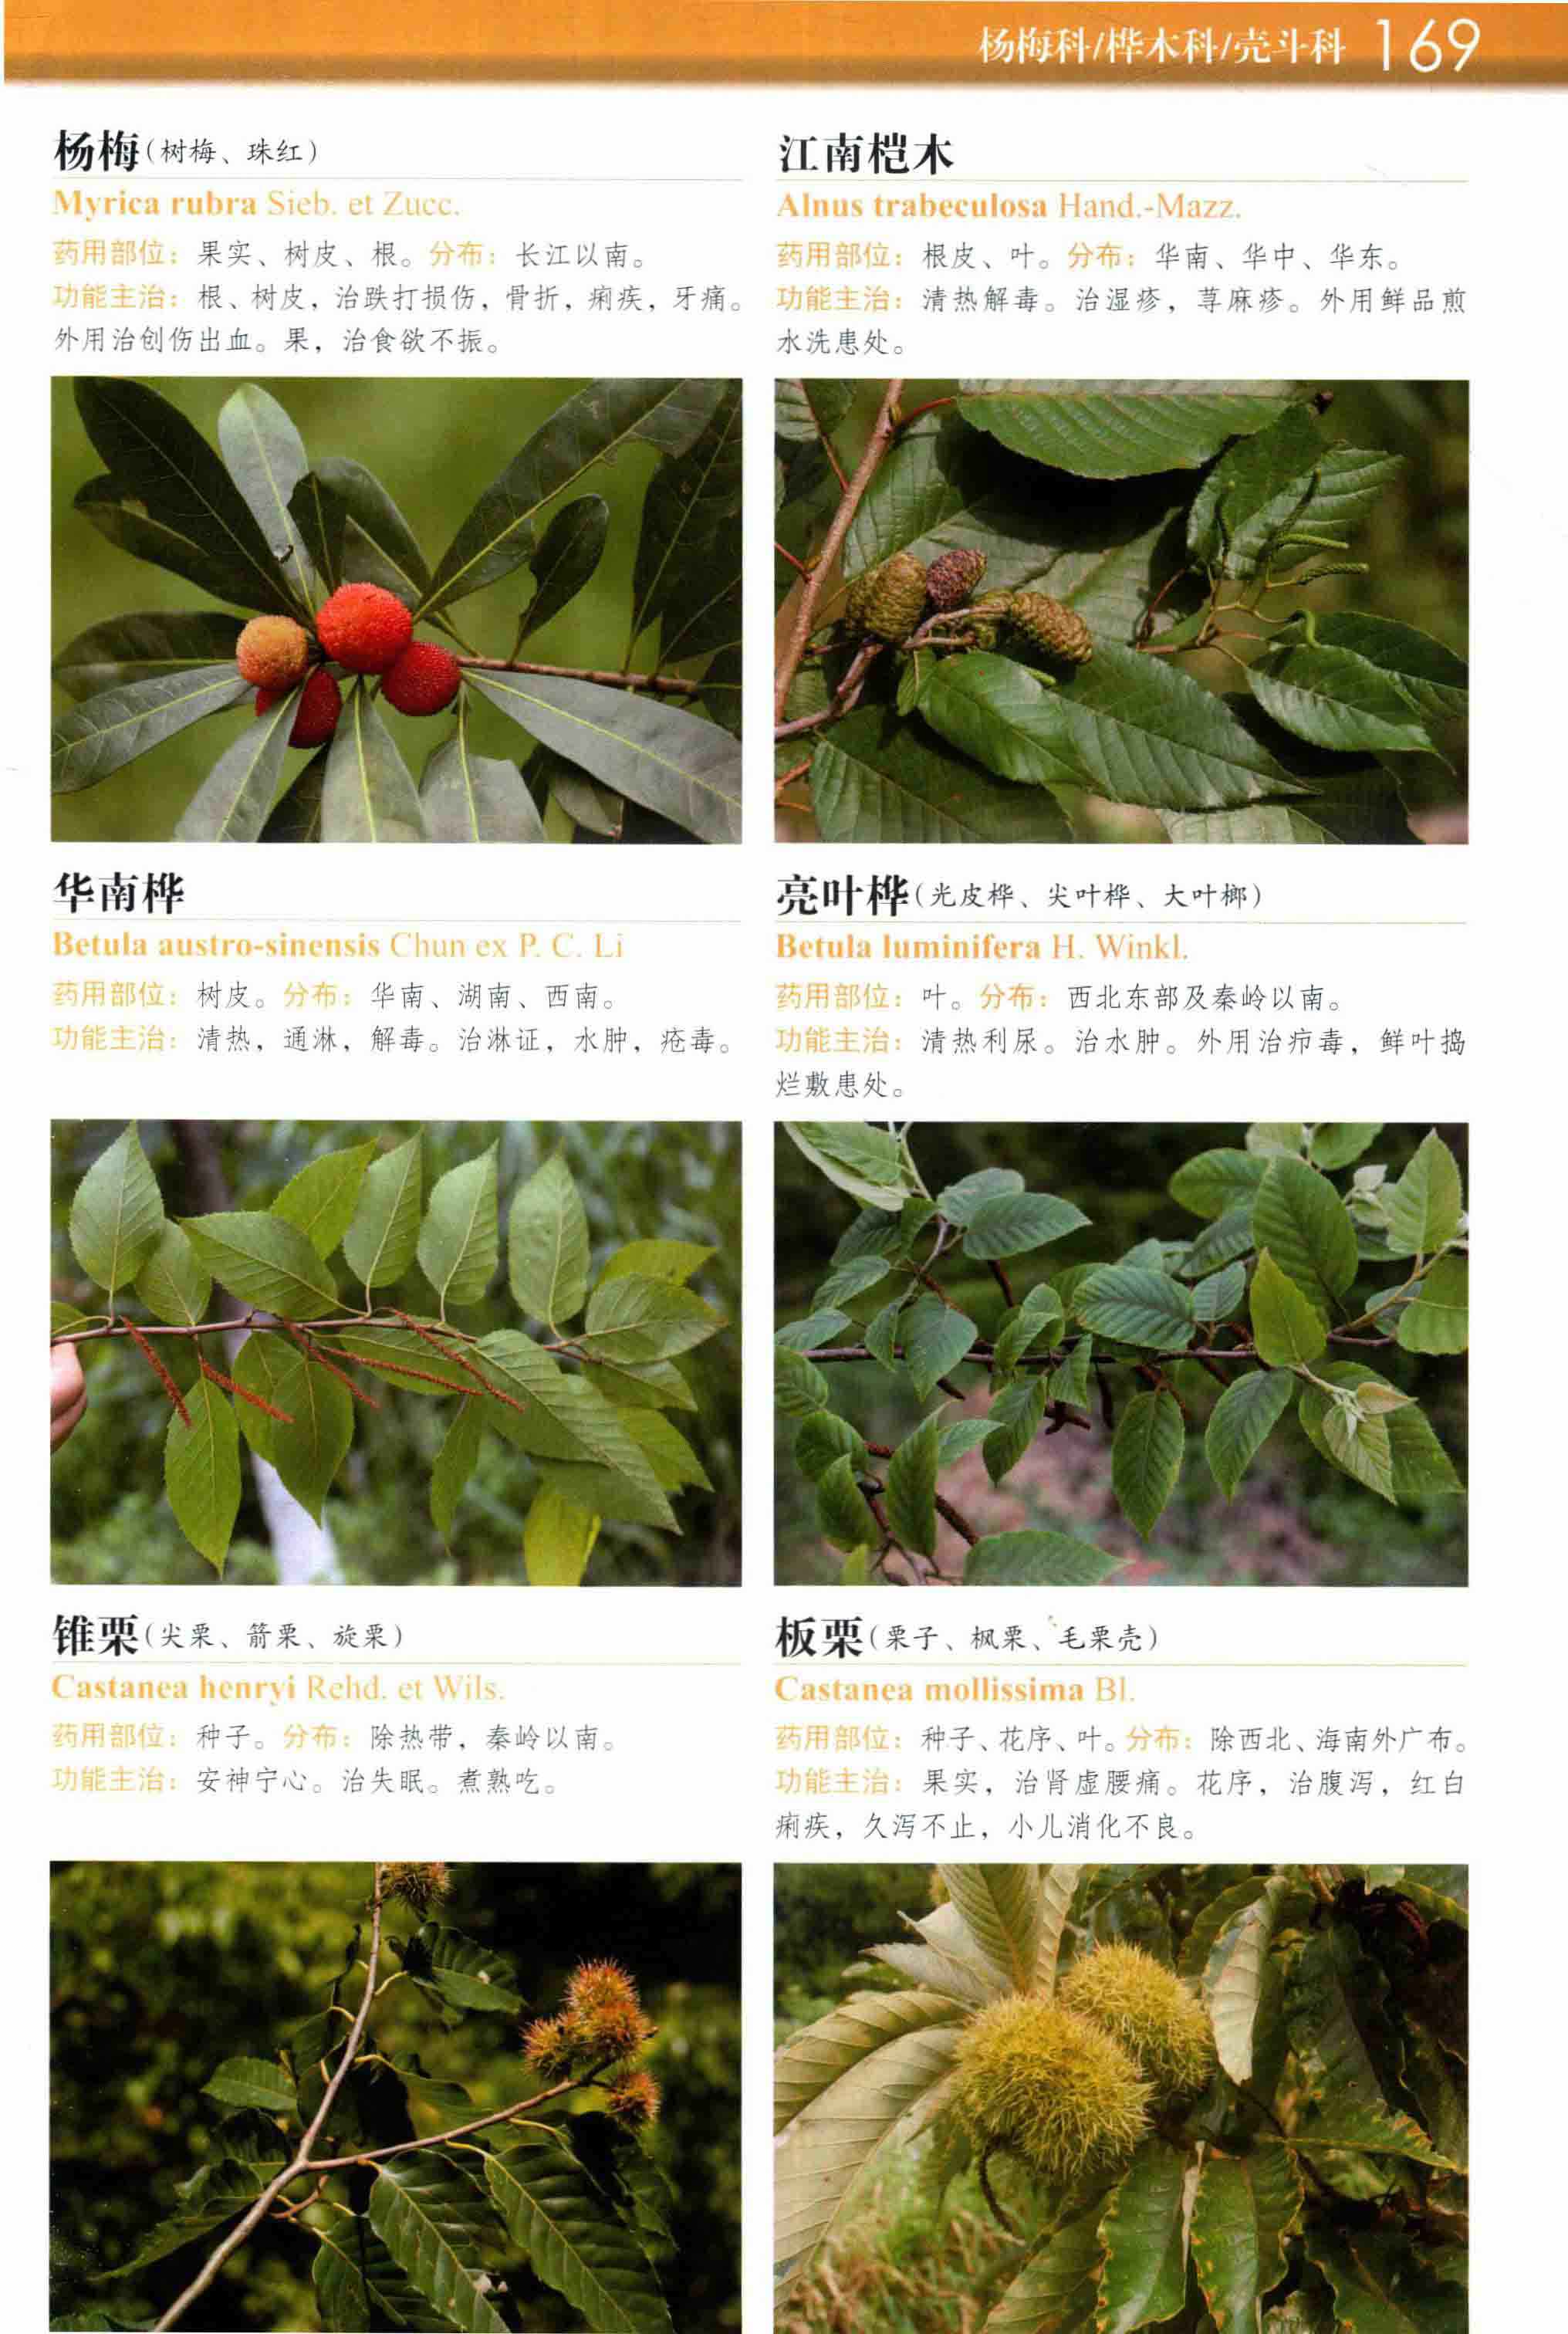 杨梅科/桦木科/壳斗科 169
杨梅(树梅、珠红)
Myrica rubra Sieb. et Zucc.
药用部位：果实、树皮、根。分布：长江以南。
功能主治：根、树皮，治跌打损伤，骨折，痢疾，牙痛。
外用治创伤出血。果，治食欲不振。
江南桤木
Alnus trabeculosa Hand.-Mazz.
药用部位：根皮、叶。分布：华南、华中、华东。
功能主治：清热解毒。治湿疹，荨麻疹。外用鲜品煎
水洗患处。
华南桦
Betula austro-sinensis Chun ex P. C. Li
药用部位：树皮。分布：华南、湖南、西南。
功能主治：清热，通淋，解毒。治淋证，水肿，疮毒。
亮叶桦(光皮桦、尖叶桦、大叶榔)
Betula luminifera H. Winkl.
药用部位：叶。分布：西北东部及秦岭以南。
功能主治：清热利尿。治水肿。外用治疖毒，鲜叶捣
烂敷患处。
锥栗(尖栗、箭栗、旋栗)
Castanea henryi Rehd. et Wils.
药用部位：种子。分布：除热带，秦岭以南。
功能主治：安神宁心。治失眠。煮熟吃。
板栗(栗子、枫栗、毛栗壳)
Castanea mollissima Bl.
药用部位：种子、花序、叶。分布：除西北、海南外广布。
功能主治：果实，治肾虚腰痛。花序，治腹泻，红白
痢疾，久泻不止，小儿消化不良。